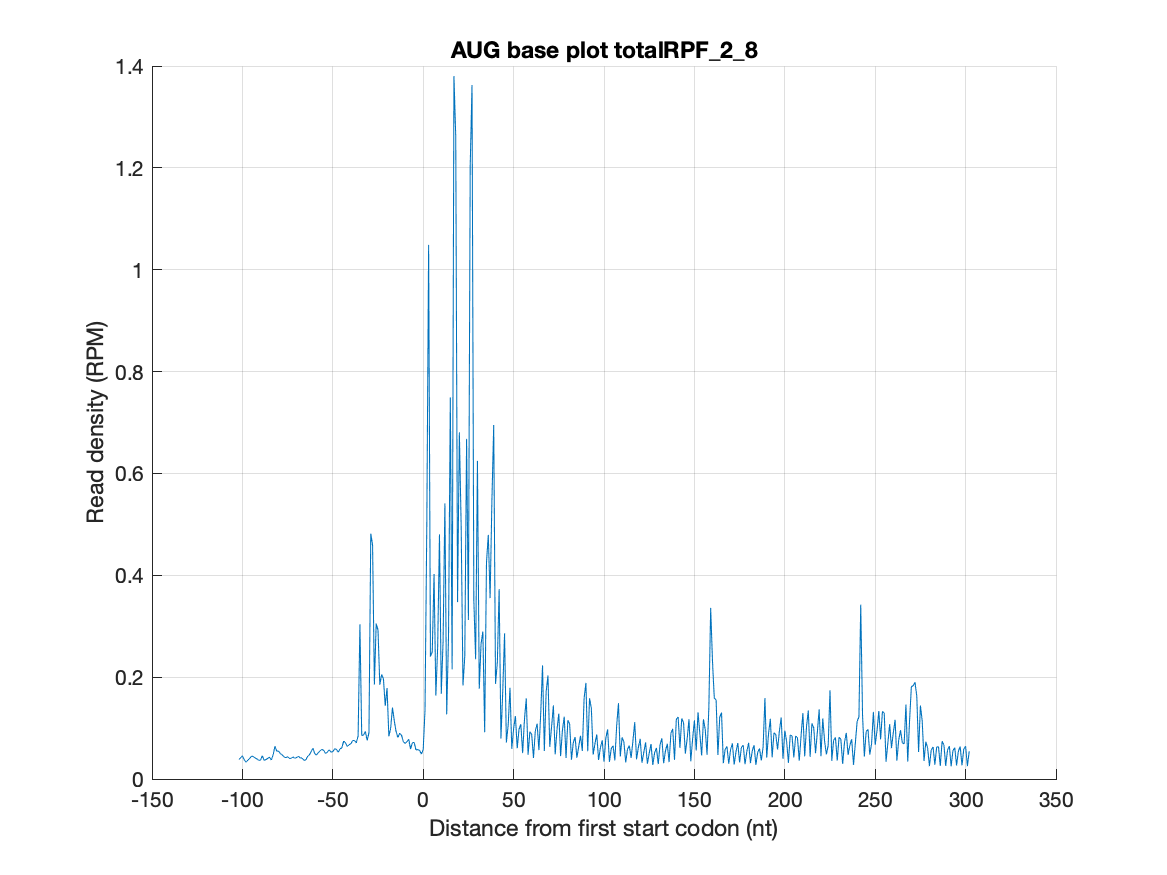 AUG base plot totalRPF_2_8
1.4
1.2
1
0.8
0.6
0.4
0.2
0
Read density (RPM)
-150 -100 -50 0 50 100 150 200 250 300 350
Distance from first start codon (nt)